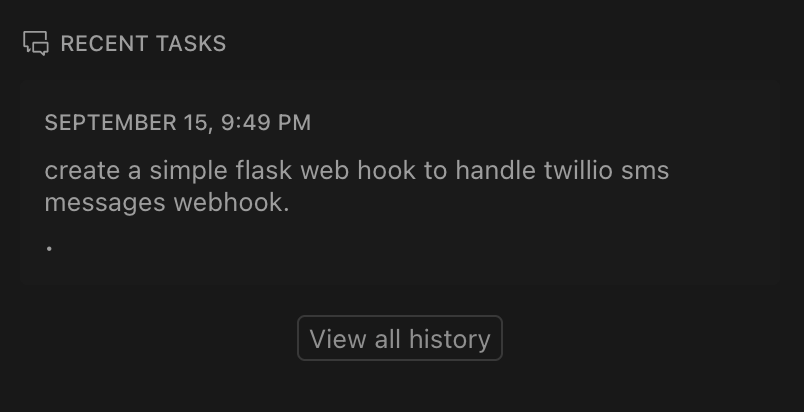 RECENT TASKS
SEPTEMBER 15, 9:49 PM
create a simple flask web hook to handle twillio sms
messages webhook.
.
View all history